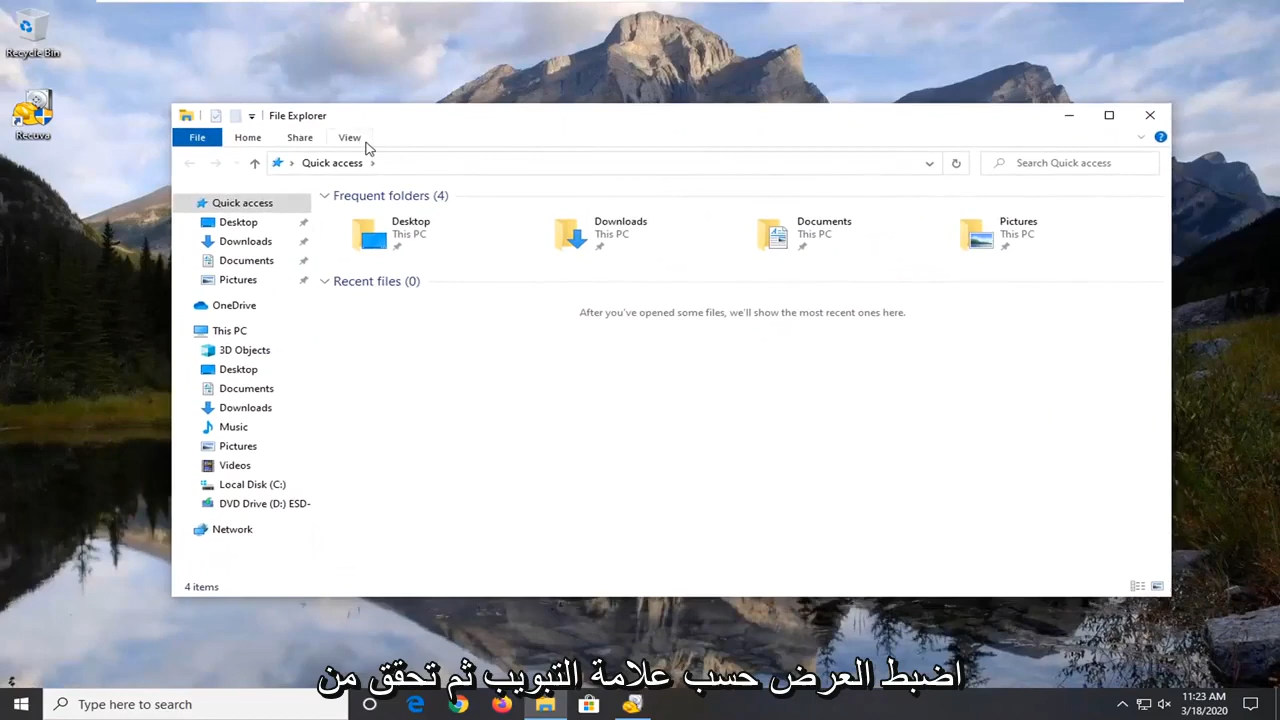 Recycle Bin
Recuva
File Explorer
File
Home
Share
View
Quick access
Search Quick access
Quick access
Desktop
Downloads
Documents
Pictures
OneDrive
This PC
3D Objects
Desktop
Documents
Downloads
Music
Pictures
Videos
Local Disk (C:)
DVD Drive (D:) ESD-
Network
Frequent folders (4)
Desktop
This PC
Downloads
This PC
Documents
This PC
Pictures
This PC
Recent files (0)
After you've opened some files, we'll show the most recent ones here.
4 items
اضبط العرض حسب علامة التبويب ثم تحقق من
Type here to search
11:23 AM
3/18/2020